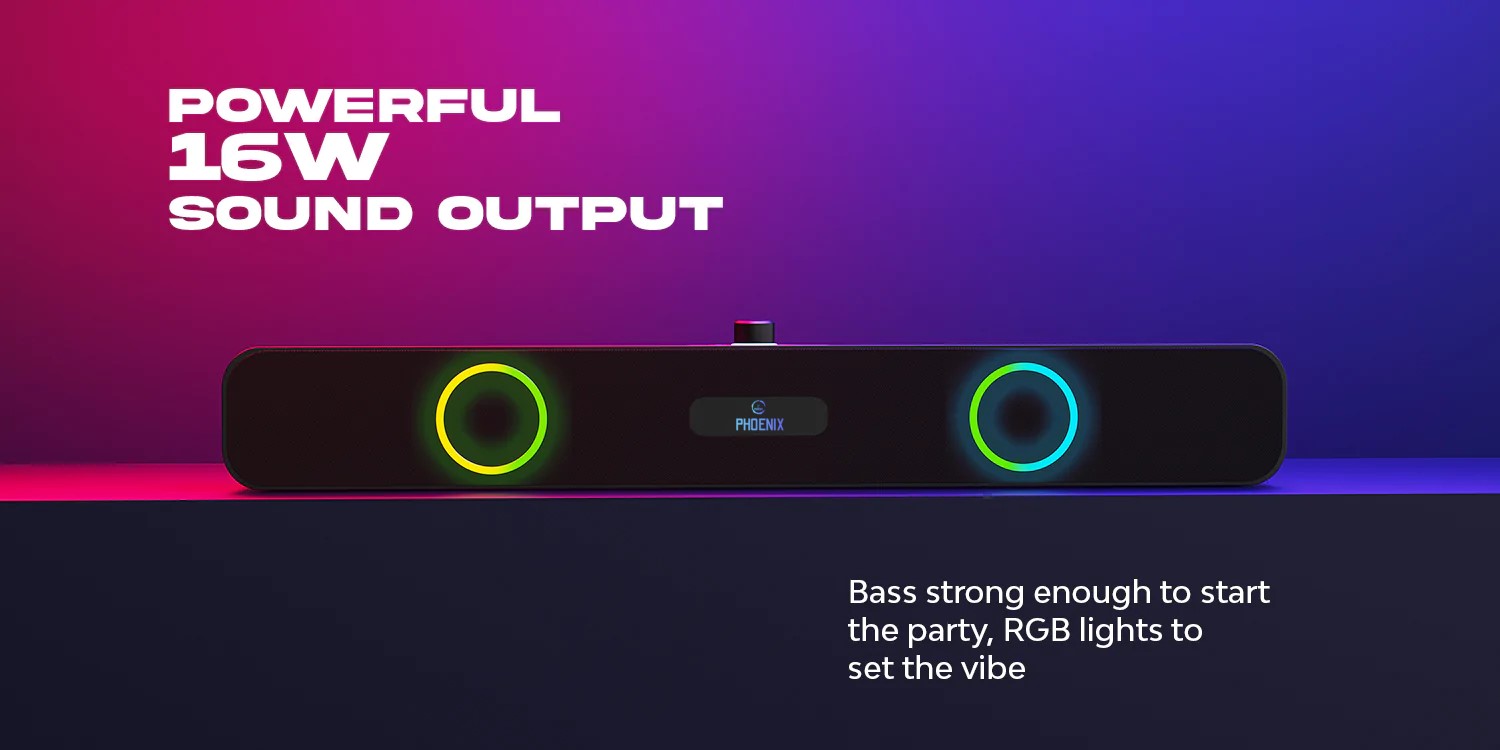 POWERFUL
16W
SOUND OUTPUT
PHOENIX
Bass strong enough to start
the party, RGB lights to
set the vibe